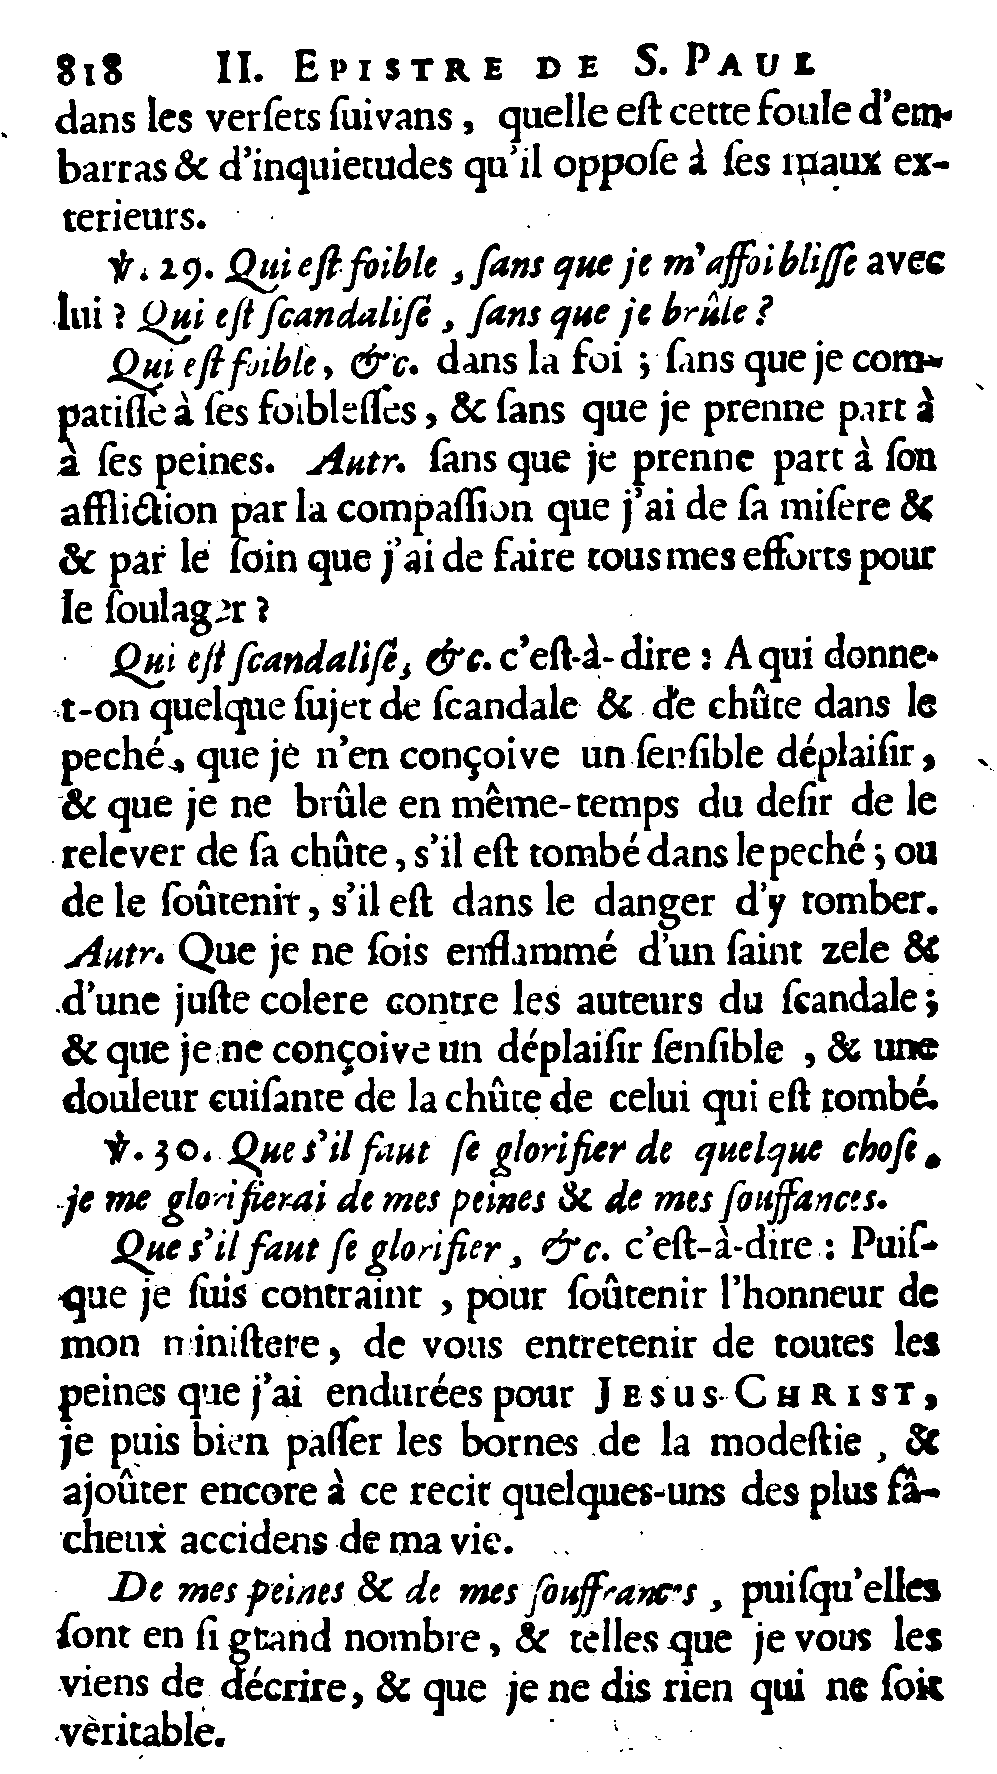 818 II. EPISTRE DE S. PAUL
dans les verſets ſuivans, quelle eſt cette foule d'em-
barras & d'inquietudes qu'il oppoſe à ſes maux ex-
terieurs.
℣. 29. Qui eſt foible, ſans que je m'affoibliſſe avec
lui ? Qui eſt ſcandaliſé, ſans que je brûle ?
Qui eſt foible, &c. dans la foi ; ſans que je com-
patiſſe à ſes foibleſſes, & ſans que je prenne part à
à ſes peines. Autr. ſans que je prenne part à ſon
affliction par la compaſſion que j'ai de ſa miſere &
& par le ſoin que j'ai de faire tous mes efforts pour
le ſoulager ?
Qui eſt ſcandaliſé, &c. c'eſt-à-dire : A qui donne-
t-on quelque ſujet de ſcandale & de chûte dans le
peché, que je n'en conçoive un ſenſible déplaiſir,
& que je ne brûle en même-temps du deſir de le
relever de ſa chûte, s'il eſt tombé dans le peché ; ou
de le ſoûtenir, s'il eſt dans le danger d'y tomber.
Autr. Que je ne ſois enflammé d'un ſaint zele &
d'une juſte colere contre les auteurs du ſcandale ;
& que je ne conçoive un déplaiſir ſenſible, & une
douleur cuiſante de la chûte de celui qui eſt tombé.
℣. 30. Que s'il faut ſe glorifier de quelque choſe.
je me glorifierai de mes peines & de mes ſouffances.
Que s'il faut ſe glorifier, &c. c'eſt-à-dire : Puiſ-
que je ſuis contraint, pour ſoûtenir l'honneur de
mon miniſtere, de vous entretenir de toutes les
peines que j'ai endurées pour JESUS-CHRIST,
je puis bien paſſer les bornes de la modeſtie, &
ajoûter encore à ce recit quelques-uns des plus fâ-
cheux accidens de ma vie.
De mes peines & de mes ſouffrances, puiſqu'elles
ſont en ſi grand nombre, & telles que je vous les
viens de décrire, & que je ne dis rien qui ne ſoit
veritable.